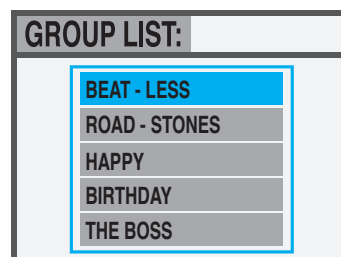 GROUP LIST:
BEAT - LESS
ROAD - STONES
HAPPY
BIRTHDAY
THE BOSS